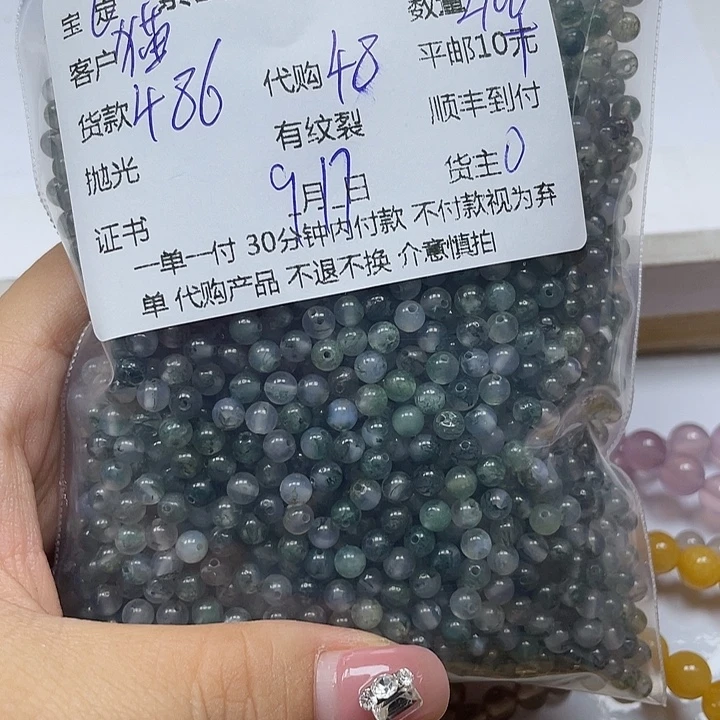 宝 定 数量
客户 猫 代购 48 平邮10元
货款 486 有纹裂 顺丰到付
抛光 9月17日 货主 0
证书
一单一付 30分钟内付款 不付款视为弃
单 代购产品 不退不换 介意慎拍